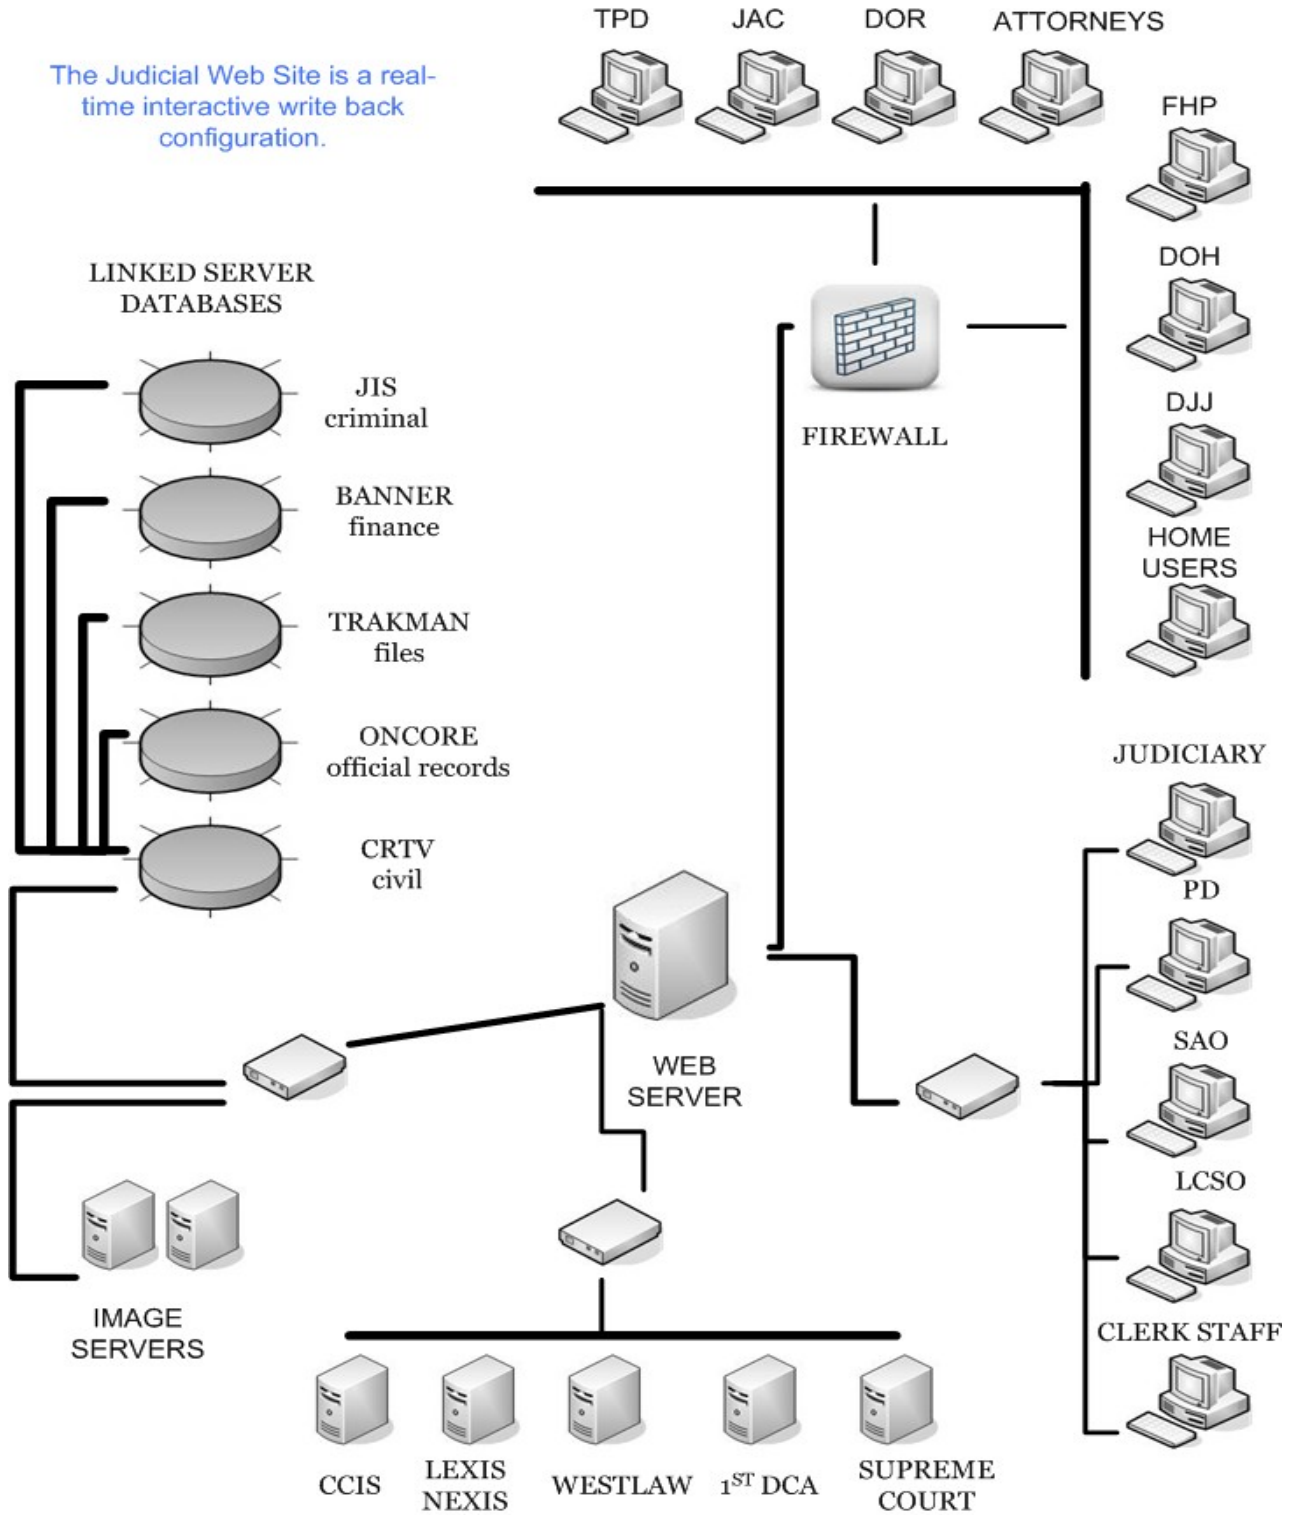 TPD
JAC
DOR
ATTORNEYS
The Judicial Web Site is a real-
time interactive write back
configuration.
FHP
DOH
DJJ
HOME
USERS
LINKED SERVER
DATABASES
JIS
criminal
BANNER
finance
TRAKMAN
files
ONCORE
official records
CRTV
civil
FIREWALL
JUDICIARY
PD
SAO
LCSO
CLERK STAFF
WEB
SERVER
IMAGE
SERVERS
CCIS
LEXIS
NEXIS
WESTLAW
1ST DCA
SUPREME
COURT